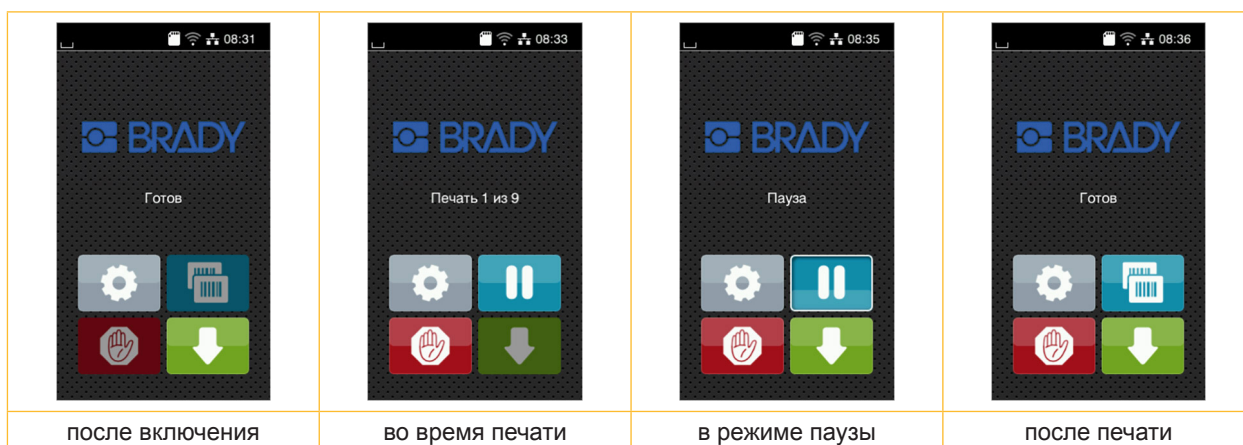 08:31
BRADY
Готов
после включения
08:33
BRADY
Печать 1 из 9
во время печати
08:35
BRADY
Пауза
в режиме паузы
08:36
BRADY
Готов
после печати